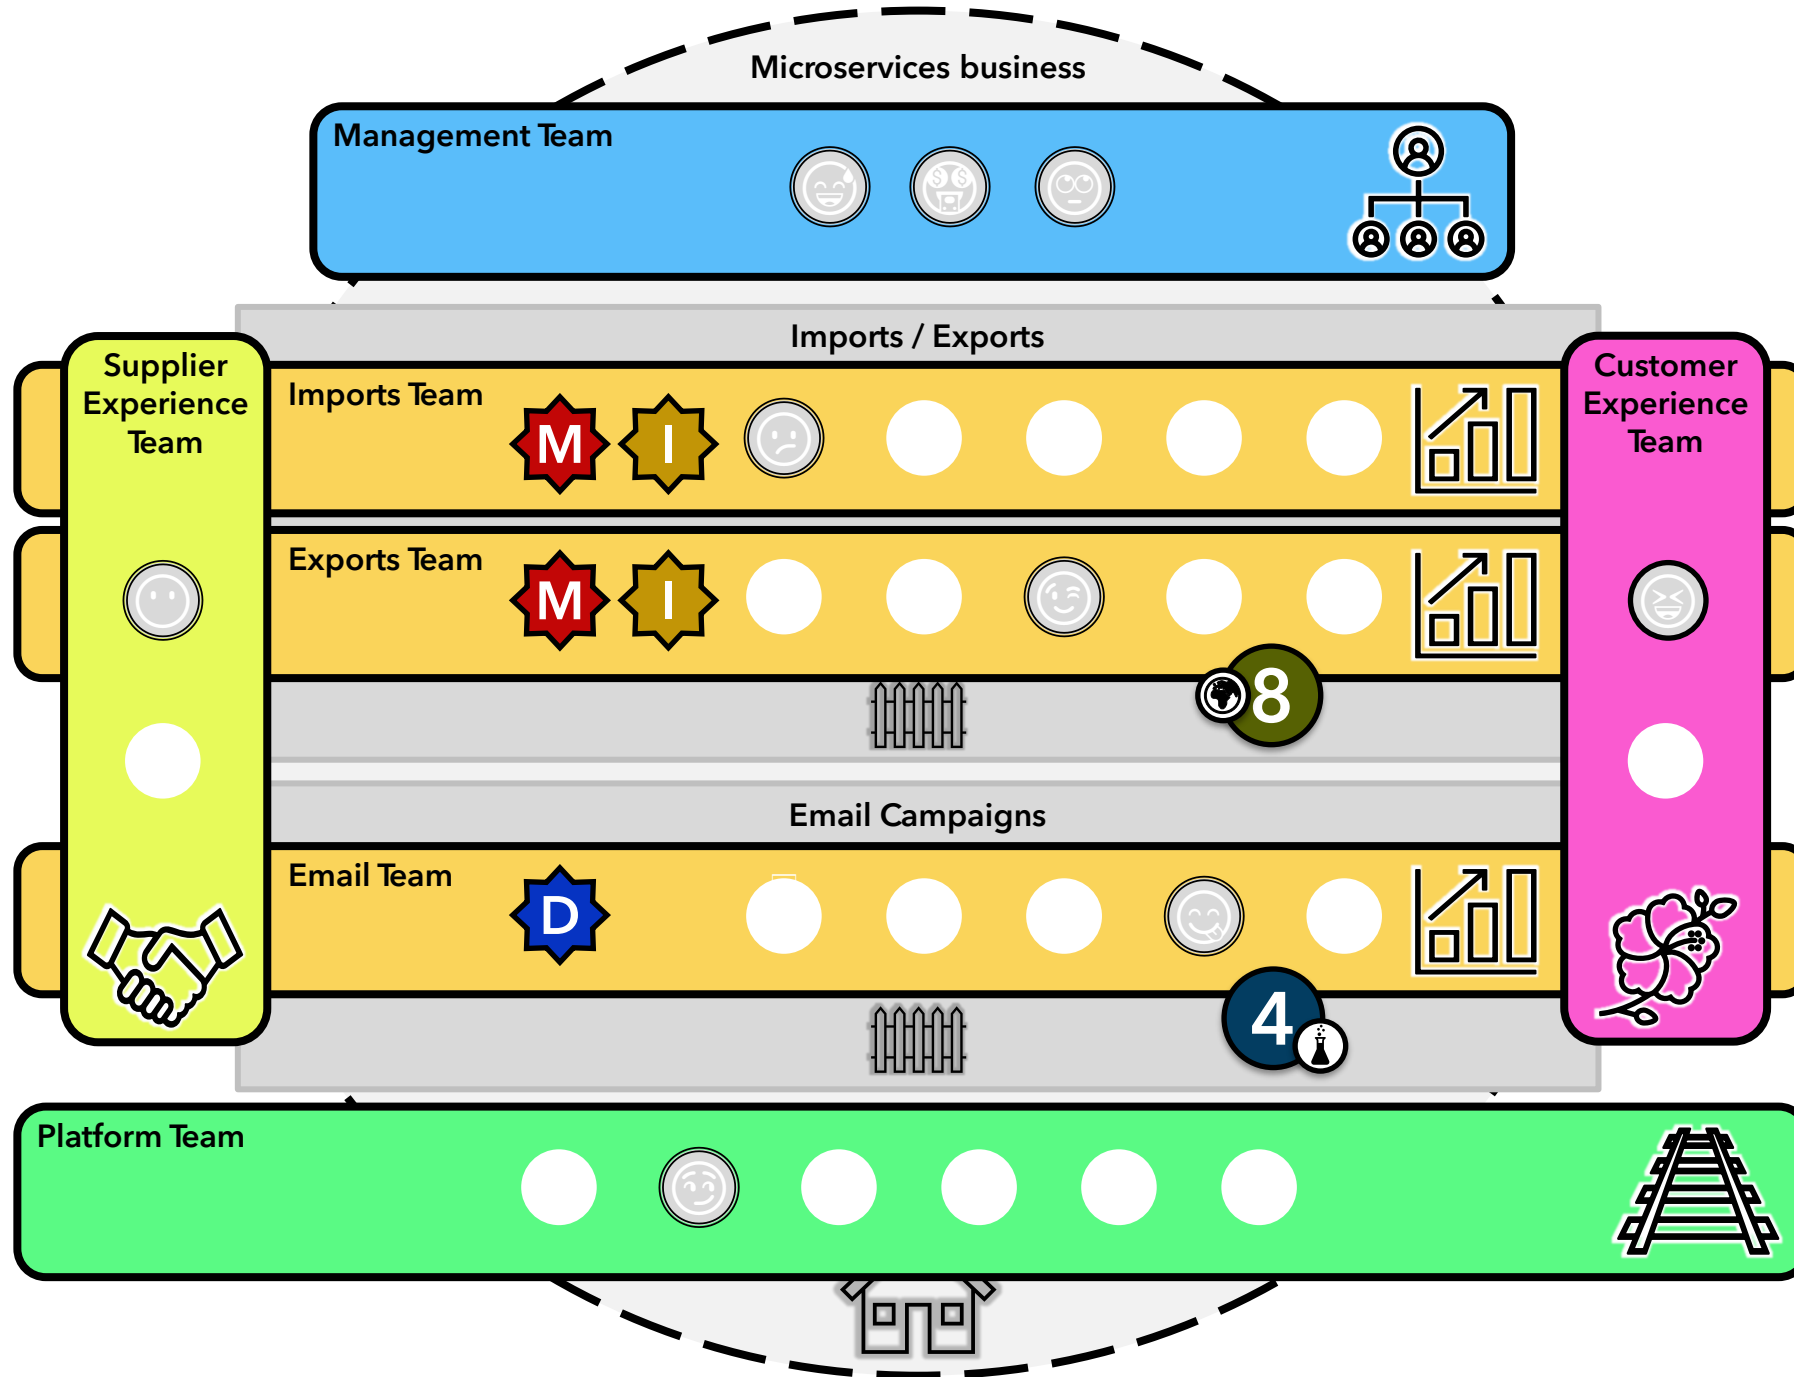 Microservices business
Management Team
$ $
Imports / Exports
Supplier
Experience
Team
Customer
Experience
Team
Imports Team
M I
Exports Team
M I
8
Email Campaigns
Email Team
D
4
Platform Team